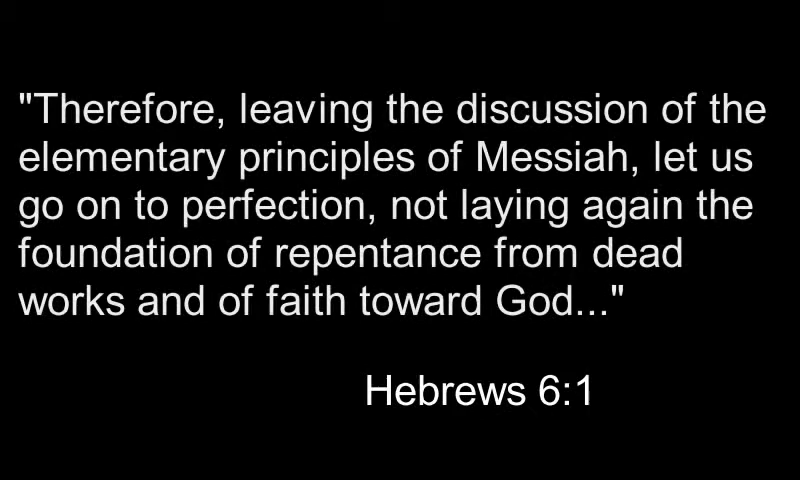 "Therefore, leaving the discussion of the
elementary principles of Messiah, let us
go on to perfection, not laying again the
foundation of repentance from dead
works and of faith toward God..."
Hebrews 6:1